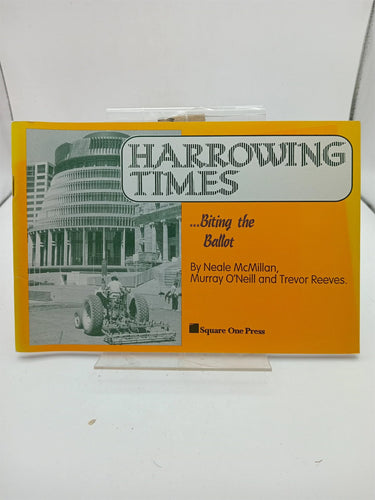 HARROWING
TIMES
...Biting the
Ballot
By Neale McMillan,
Murray O'Neill and Trevor Reeves.
Square One Press